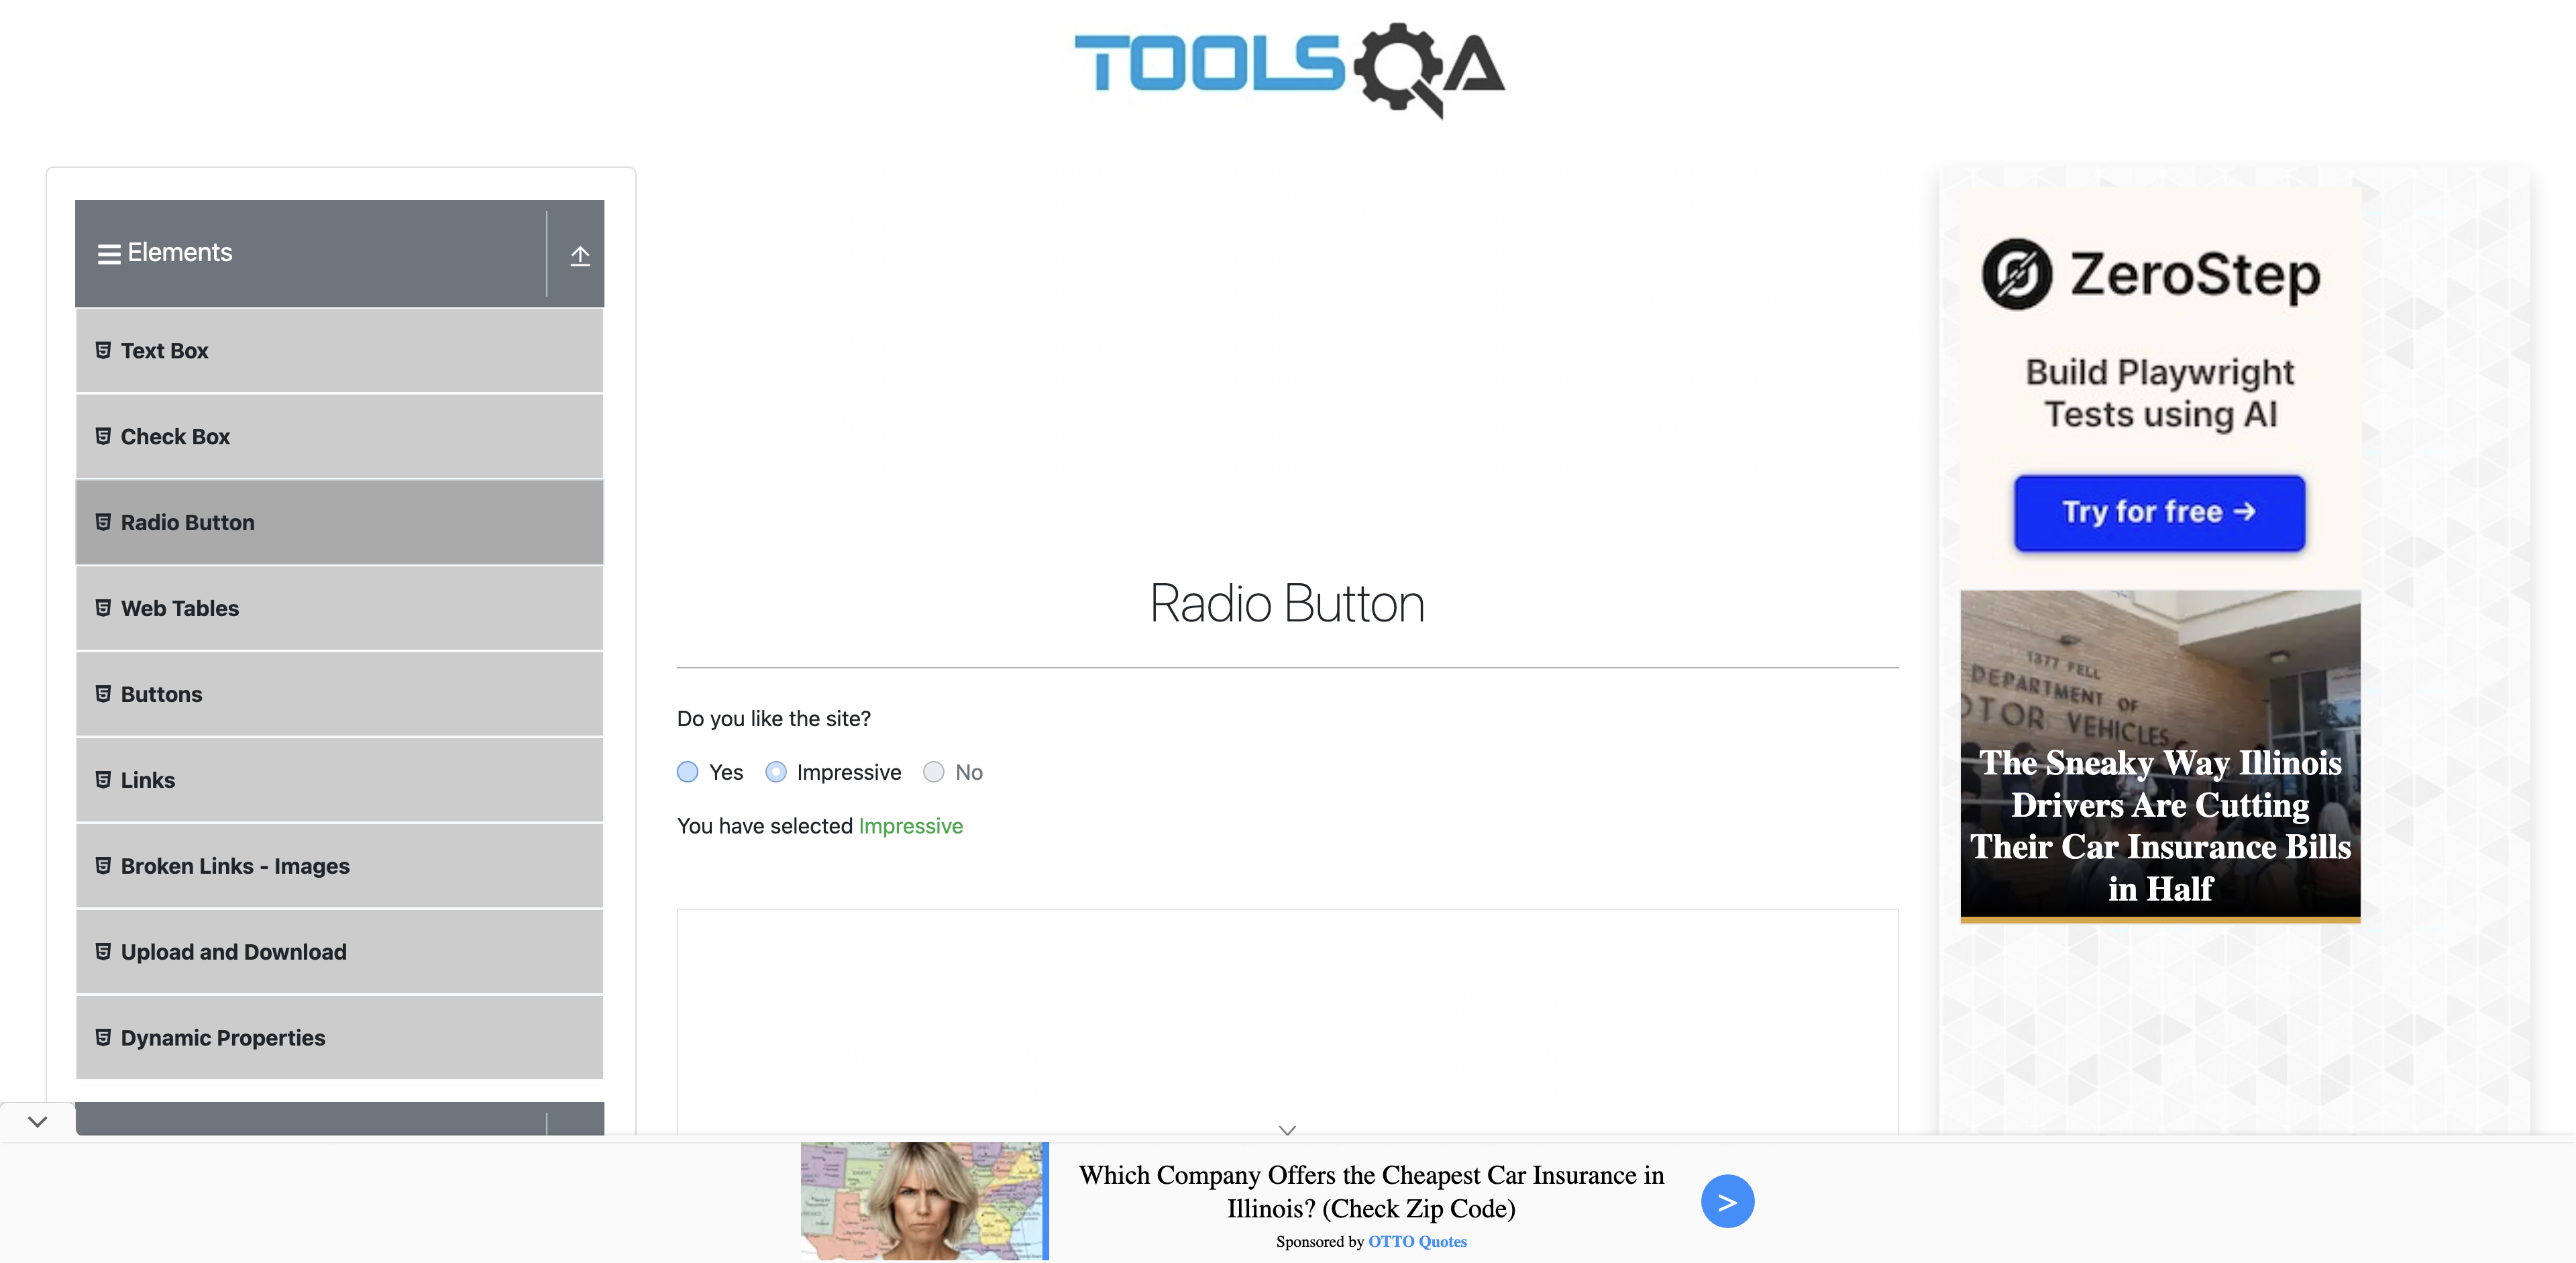 TOOLSQA
Elements
Text Box
Check Box
Radio Button
Web Tables
Buttons
Links
Broken Links - Images
Upload and Download
Dynamic Properties
Radio Button
Do you like the site?
Yes
Impressive
No
You have selected Impressive
ZeroStep
Build Playwright
Tests using AI
Try for free →
1377 FELL
DEPARTMENT OF
OTOR VEHICLES
The Sneaky Way Illinois
Drivers Are Cutting
Their Car Insurance Bills
in Half
Which Company Offers the Cheapest Car Insurance in
Illinois? (Check Zip Code)
Sponsored by OTTO Quotes
>